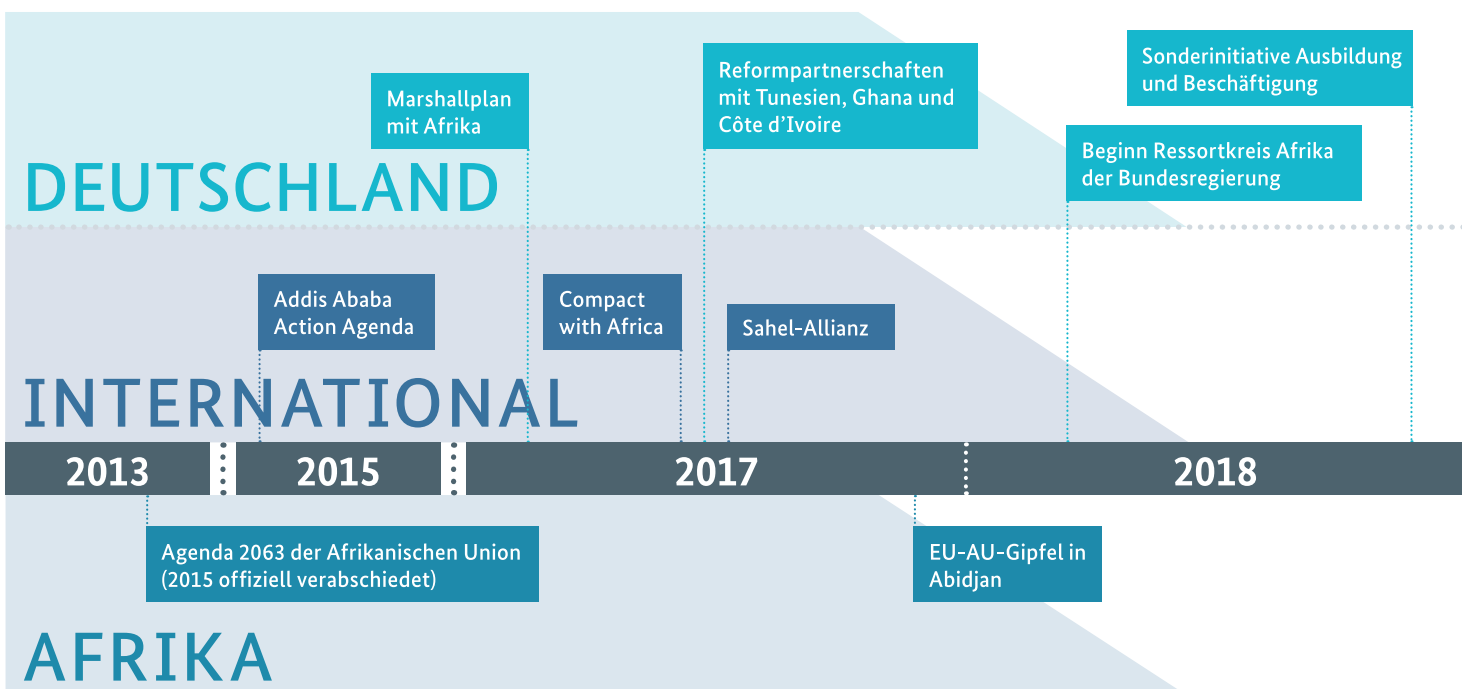 Sonderinitiative Ausbildung
und Beschäftigung
Reformpartnerschaften
mit Tunesien, Ghana und
Côte d’Ivoire
Marshallplan
mit Afrika
Beginn Ressortkreis Afrika
der Bundesregierung
DEUTSCHLAND
Addis Ababa
Action Agenda
Compact
with Africa
Sahel-Allianz
INTERNATIONAL
2013
2015
2017
2018
Agenda 2063 der Afrikanischen Union
(2015 offiziell verabschiedet)
EU-AU-Gipfel in
Abidjan
AFRIKA